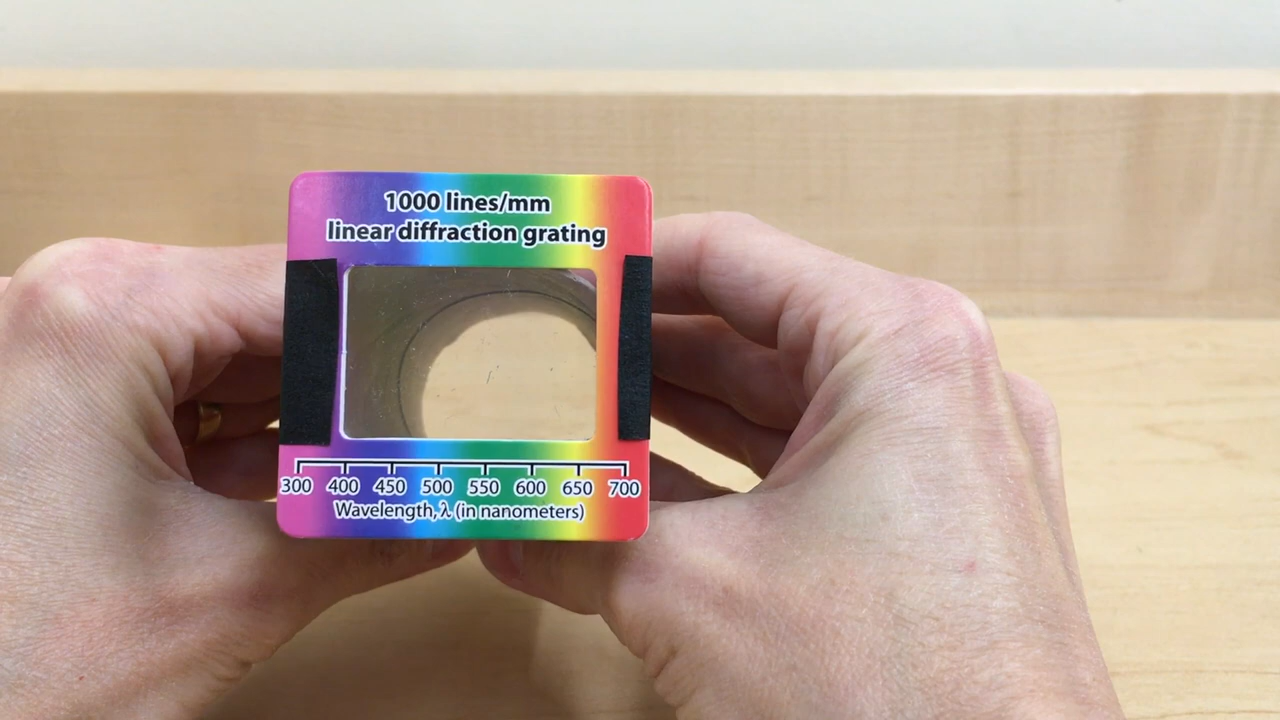 1000 lines/mm
linear diffraction grating
300 400 450 500 550 600 650 700
Wavelength, λ (in nanometers)